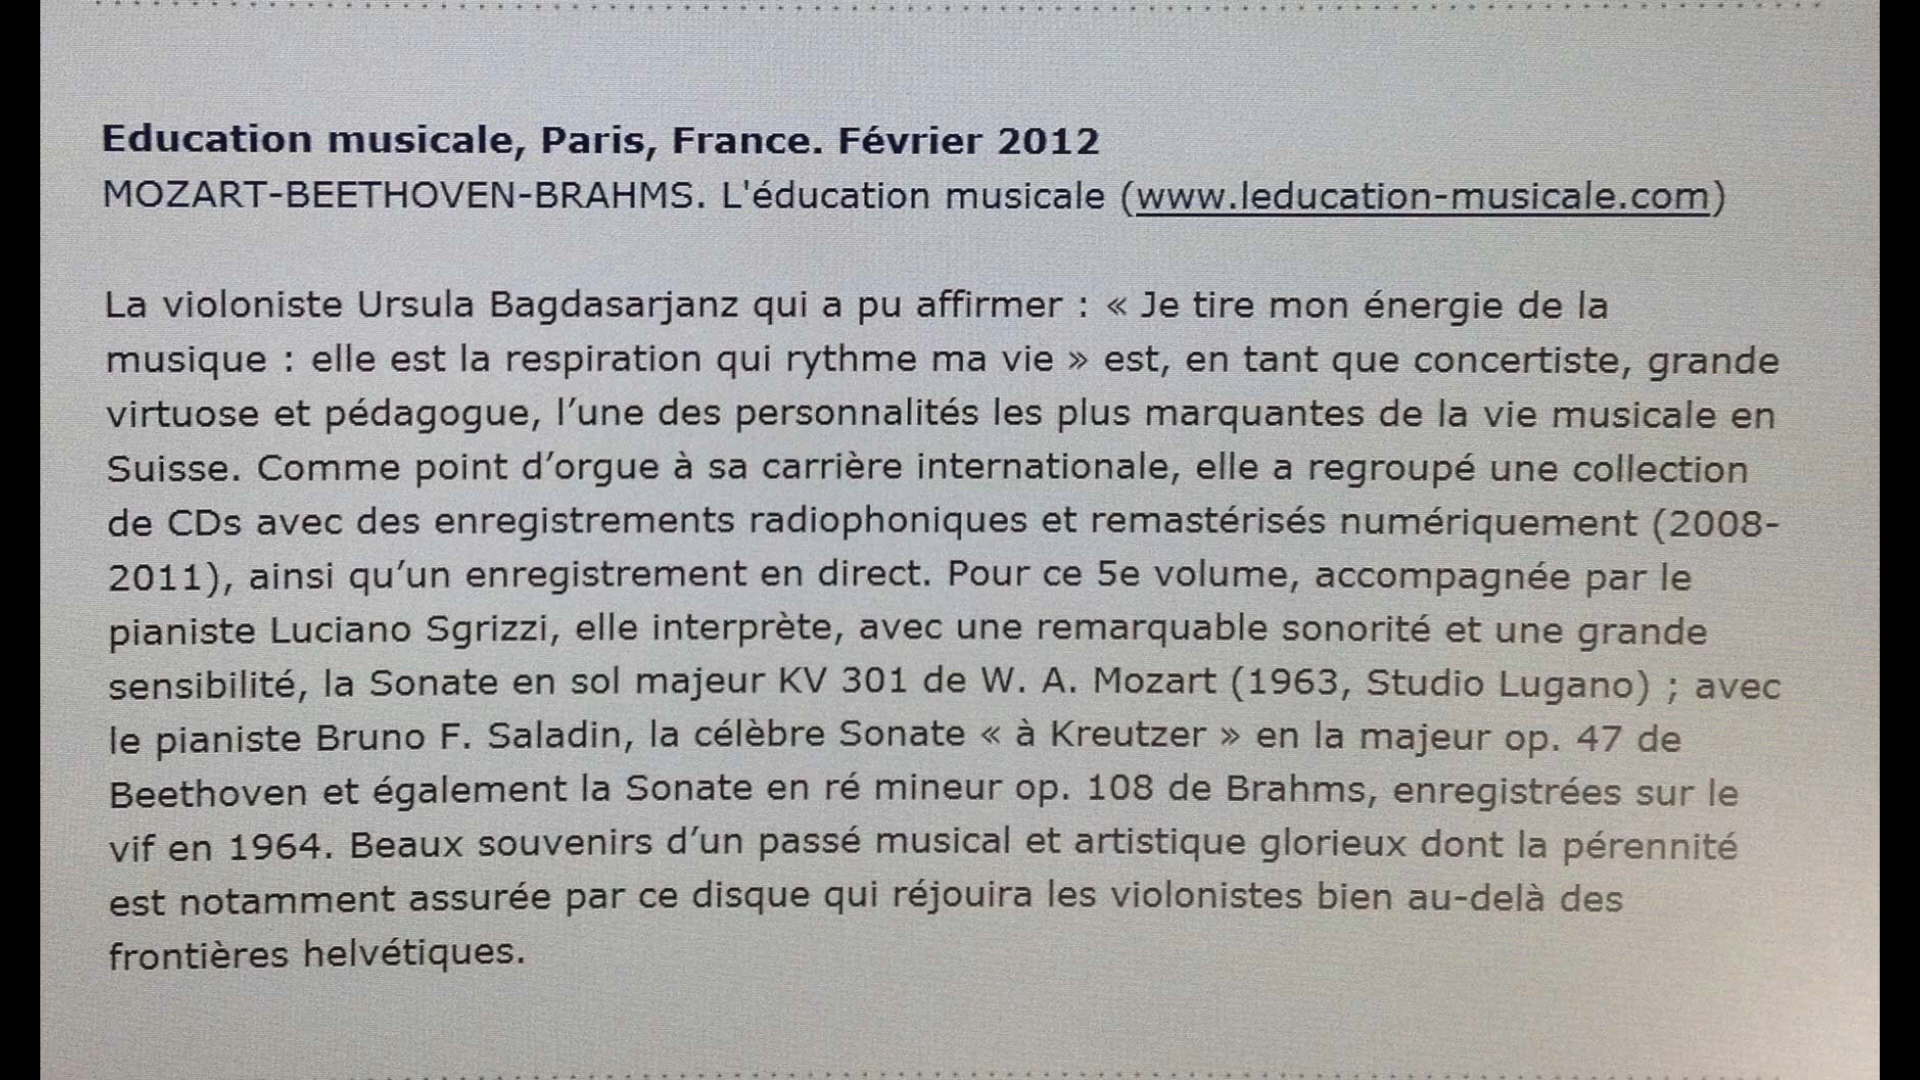 Education musicale, Paris, France. Février 2012
MOZART-BEETHOVEN-BRAHMS. L'éducation musicale (www.leducation-musicale.com)
La violoniste Ursula Bagdasarjanz qui a pu affirmer : « Je tire mon énergie de la
musique : elle est la respiration qui rythme ma vie » est, en tant que concertiste, grande
virtuose et pédagogue, l’une des personnalités les plus marquantes de la vie musicale en
Suisse. Comme point d’orgue à sa carrière internationale, elle a regroupé une collection
de CDs avec des enregistrements radiophoniques et remastérisés numériquement (2008-
2011), ainsi qu’un enregistrement en direct. Pour ce 5e volume, accompagnée par le
pianiste Luciano Sgrizzi, elle interprète, avec une remarquable sonorité et une grande
sensibilité, la Sonate en sol majeur KV 301 de W. A. Mozart (1963, Studio Lugano) ; avec
le pianiste Bruno F. Saladin, la célèbre Sonate « à Kreutzer » en la majeur op. 47 de
Beethoven et également la Sonate en ré mineur op. 108 de Brahms, enregistrées sur le
vif en 1964. Beaux souvenirs d’un passé musical et artistique glorieux dont la pérennité
est notamment assurée par ce disque qui réjouira les violonistes bien au-delà des
frontières helvétiques.